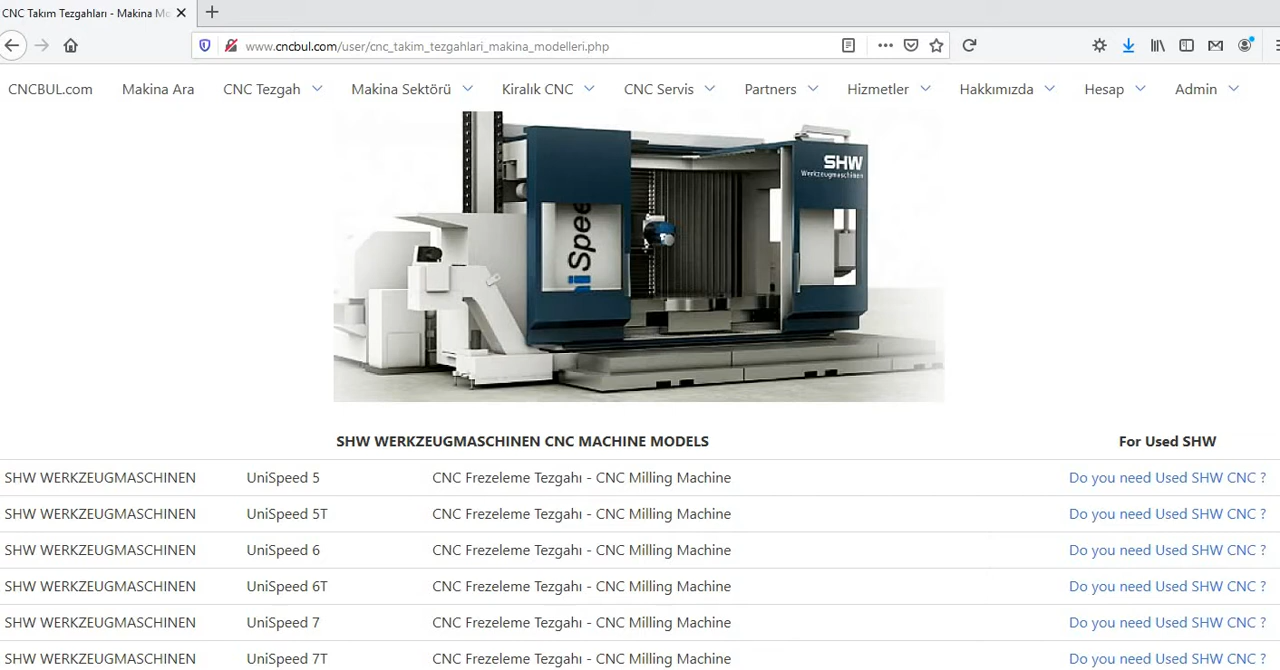 CNC Takım Tezgahları - Makina Mo
www.cncbul.com/user/cnc_takim_tezgahlari_makina_modelleri.php
CNCBUL.com Makina Ara CNC Tezgah Makina Sektörü Kiralık CNC CNC Servis Partners Hizmetler Hakkımızda Hesap Admin
SHW
Werkzeugmaschinen
iSpee
SHW WERKZEUGMASCHINEN CNC MACHINE MODELS For Used SHW
SHW WERKZEUGMASCHINEN UniSpeed 5 CNC Frezeleme Tezgahı - CNC Milling Machine Do you need Used SHW CNC ?
SHW WERKZEUGMASCHINEN UniSpeed 5T CNC Frezeleme Tezgahı - CNC Milling Machine Do you need Used SHW CNC ?
SHW WERKZEUGMASCHINEN UniSpeed 6 CNC Frezeleme Tezgahı - CNC Milling Machine Do you need Used SHW CNC ?
SHW WERKZEUGMASCHINEN UniSpeed 6T CNC Frezeleme Tezgahı - CNC Milling Machine Do you need Used SHW CNC ?
SHW WERKZEUGMASCHINEN UniSpeed 7 CNC Frezeleme Tezgahı - CNC Milling Machine Do you need Used SHW CNC ?
SHW WERKZEUGMASCHINEN UniSpeed 7T CNC Frezeleme Tezgahı - CNC Milling Machine Do you need Used SHW CNC ?